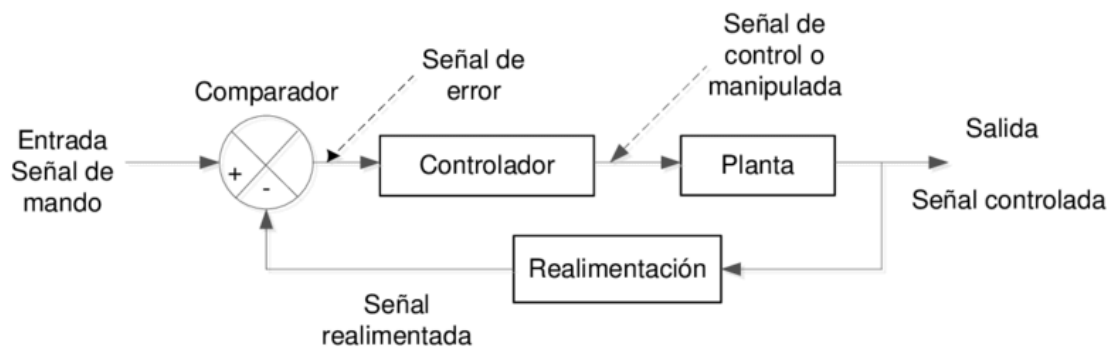 Señal de
control o
manipulada
Señal de
error
Comparador
Entrada
Señal de
mando
+
-
Controlador
Planta
Salida
Señal controlada
Realimentación
Señal
realimentada